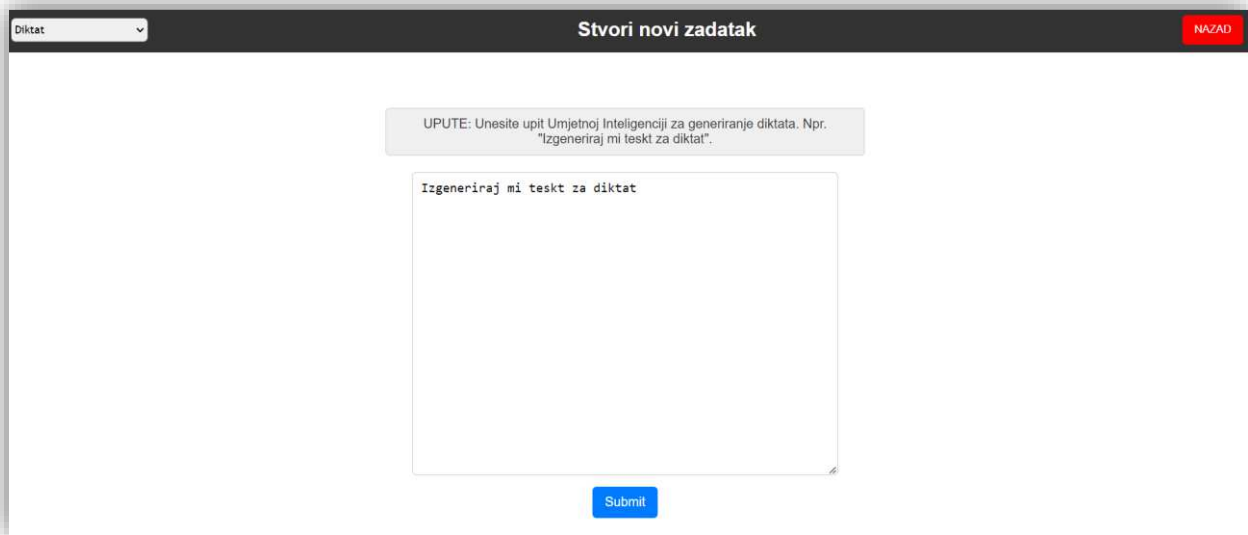 Diktat
Stvori novi zadatak
NAZAD
UPUTE: Unesite upit Umjetnoj Inteligenciji za generiranje diktata. Npr.
"Izgeneriraj mi teskt za diktat".
Izgeneriraj mi teskt za diktat
Submit